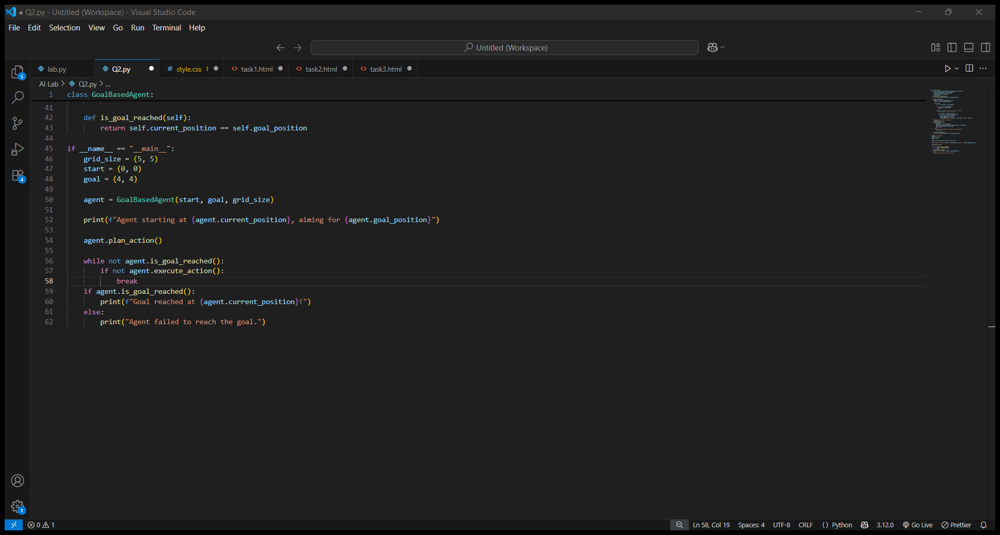 ● Q2.py - Untitled (Workspace) - Visual Studio Code
File Edit Selection View Go Run Terminal Help
Untitled (Workspace)
lab.py Q2.py style.css 1 task1.html task2.html task3.html
5
AI Lab > Q2.py > ...
1 class GoalBasedAgent:
41
42 def is_goal_reached(self):
43 return self.current_position == self.goal_position
44
45 if __name__ == "__main__":
46 grid_size = (5, 5)
47 start = (0, 0)
48 goal = (4, 4)
4
49
50 agent = GoalBasedAgent(start, goal, grid_size)
51
52 print(f"Agent starting at {agent.current_position}, aiming for {agent.goal_position}")
53
54 agent.plan_action()
55
56 while not agent.is_goal_reached():
57 if not agent.execute_action():
58 break
59 if agent.is_goal_reached():
60 print(f"Goal reached at {agent.current_position}!")
61 else:
62 print("Agent failed to reach the goal.")
1
0 1 Ln 58, Col 19 Spaces: 4 UTF-8 CRLF {} Python 3.12.0 Go Live Prettier